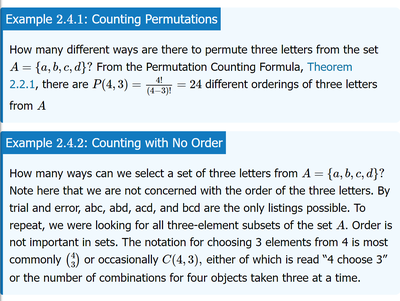 Example 2.4.1: Counting Permutations
How many different ways are there to permute three letters from the set
A = {a, b, c, d}? From the Permutation Counting Formula, Theorem
2.2.1, there are P(4, 3) = 4!/(4−3)! = 24 different orderings of three letters
from A
Example 2.4.2: Counting with No Order
How many ways can we select a set of three letters from A = {a, b, c, d}?
Note here that we are not concerned with the order of the three letters. By
trial and error, abc, abd, acd, and bcd are the only listings possible. To
repeat, we were looking for all three-element subsets of the set A. Order is
not important in sets. The notation for choosing 3 elements from 4 is most
commonly (4 3) or occasionally C(4, 3), either of which is read “4 choose 3”
or the number of combinations for four objects taken three at a time.